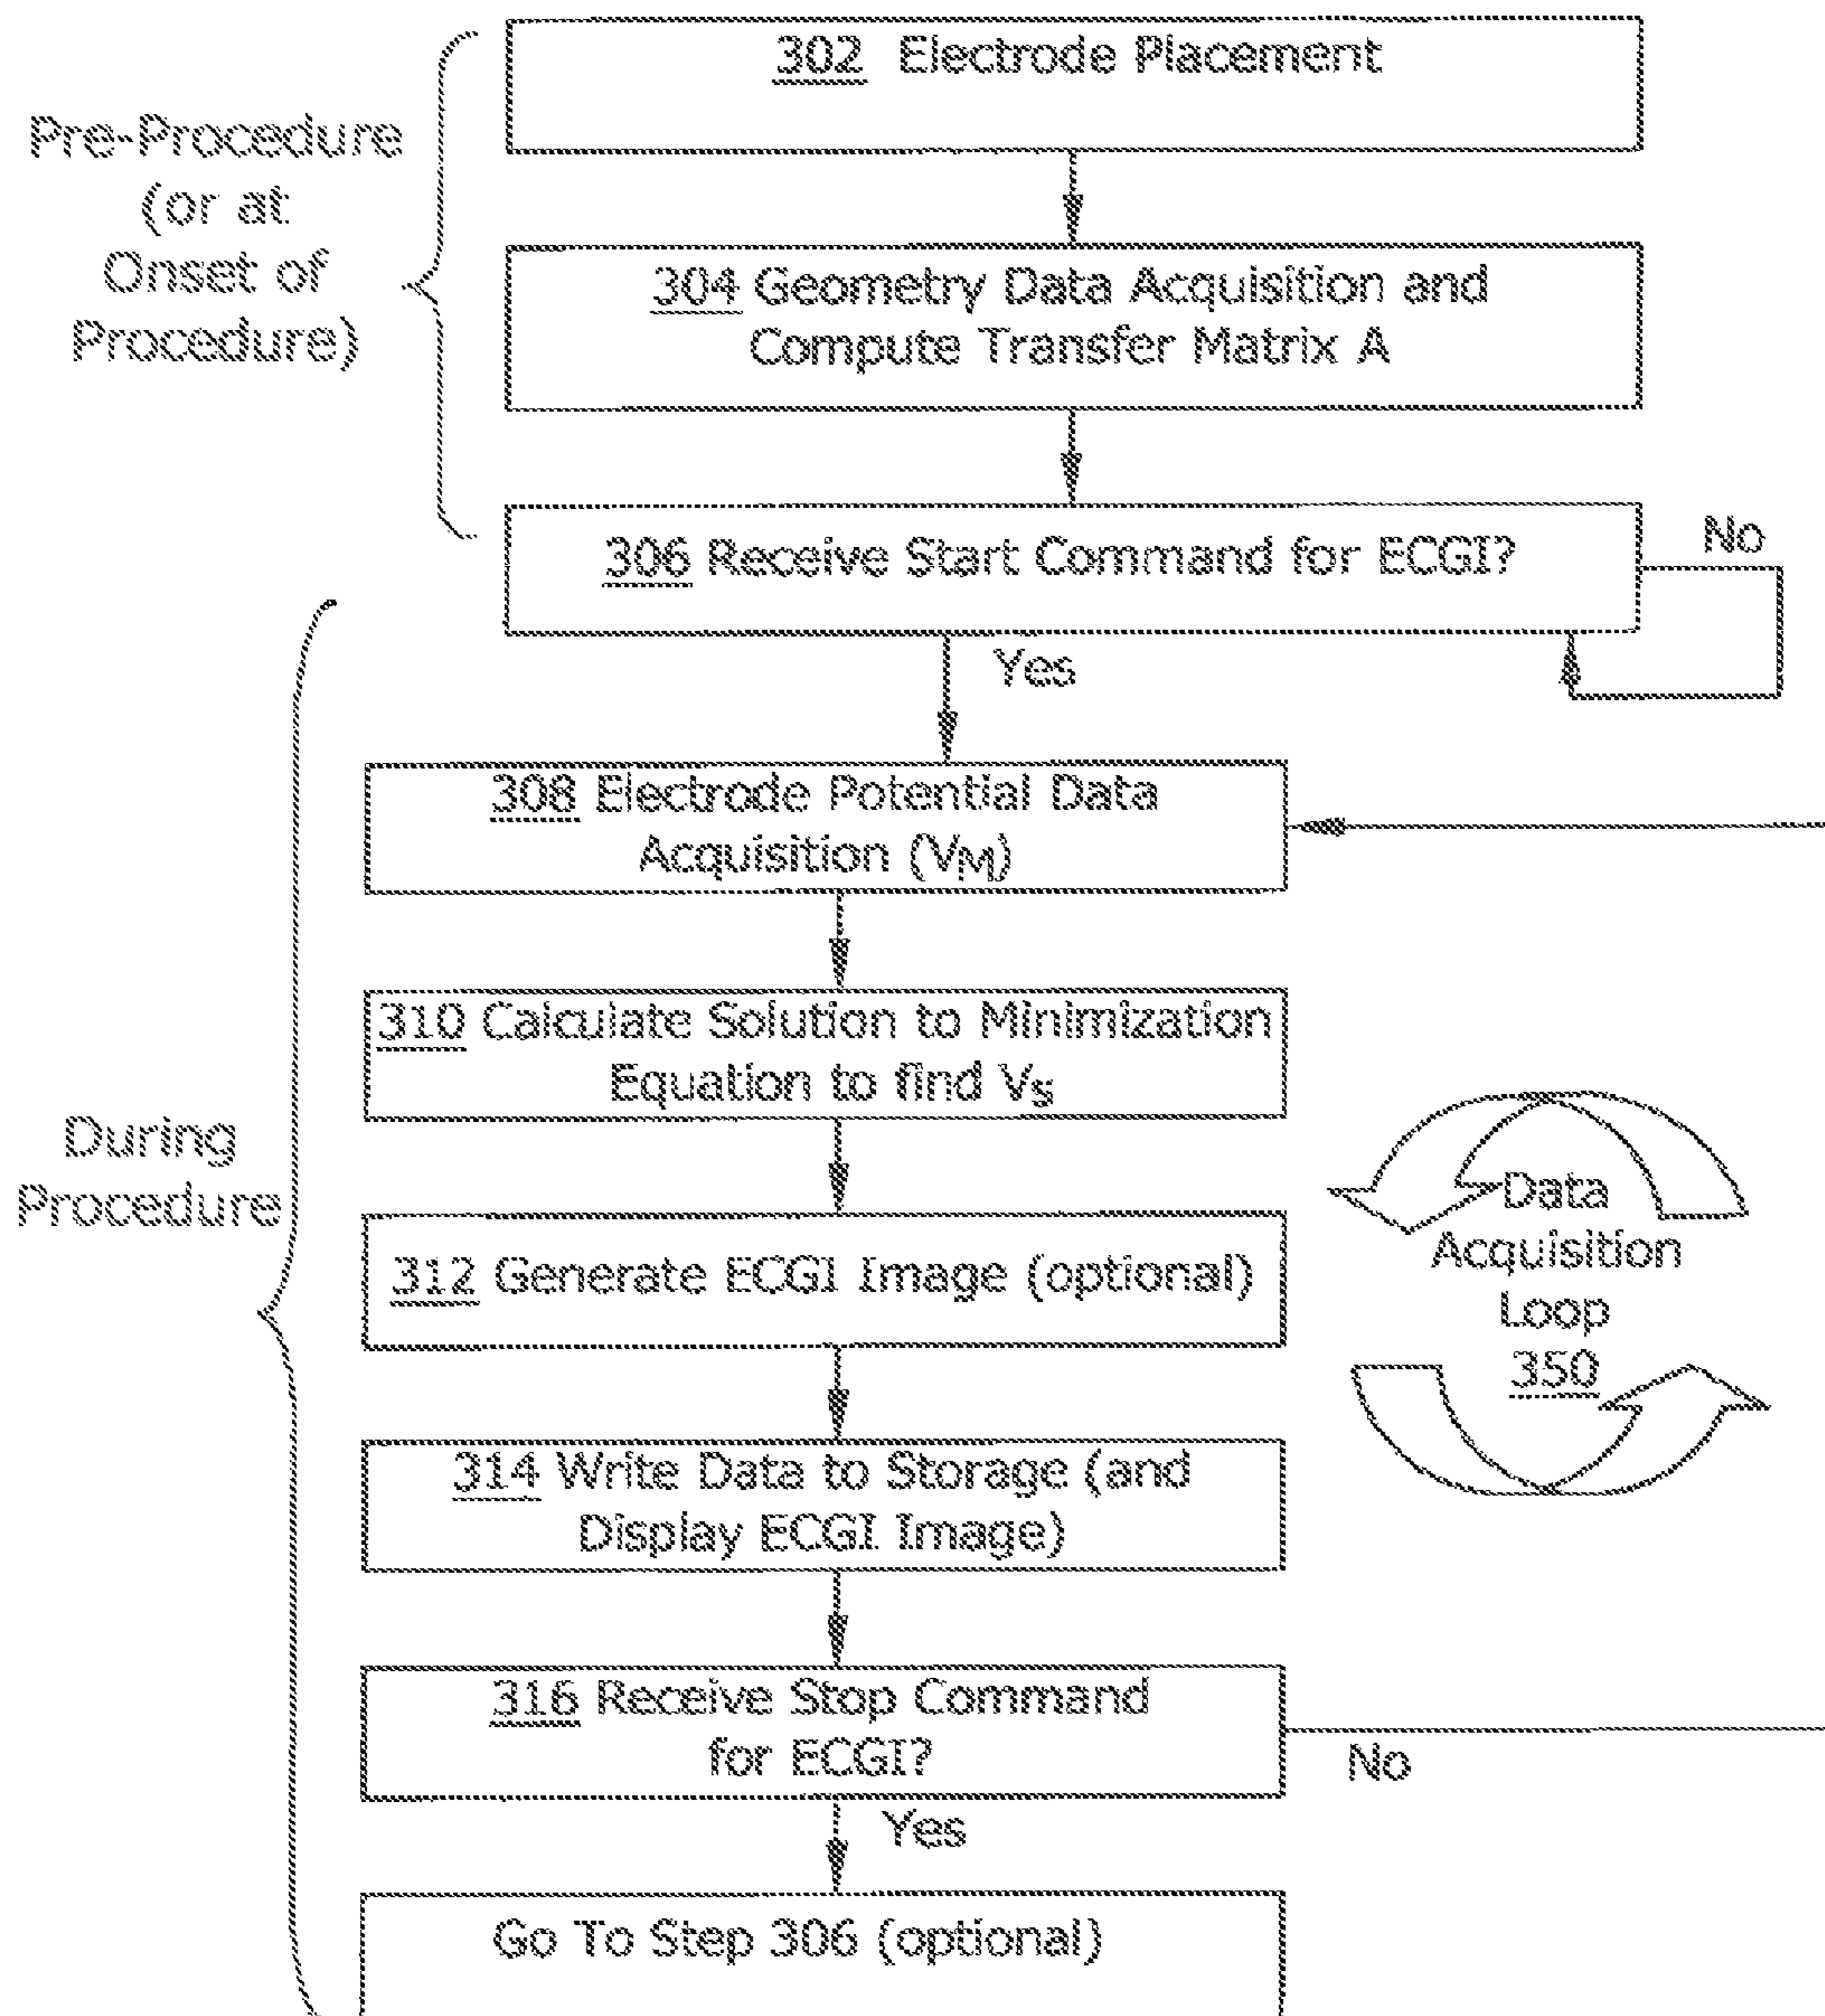 302 Electrode Placement
Pre-Procedure
(or at
Onset of
Procedure)
304 Geometry Data Acquisition and
Compute Transfer Matrix A
306 Receive Start Command for ECGI?
No
Yes
308 Electrode Potential Data
Acquisition (VM)
310 Calculate Solution to Minimization
Equation to find VS
During
Procedure
312 Generate ECGI Image (optional)
Data
Acquisition
Loop
350
314 Write Data to Storage (and
Display ECGI Image)
316 Receive Stop Command
for ECGI?
No
Yes
Go To Step 306 (optional)